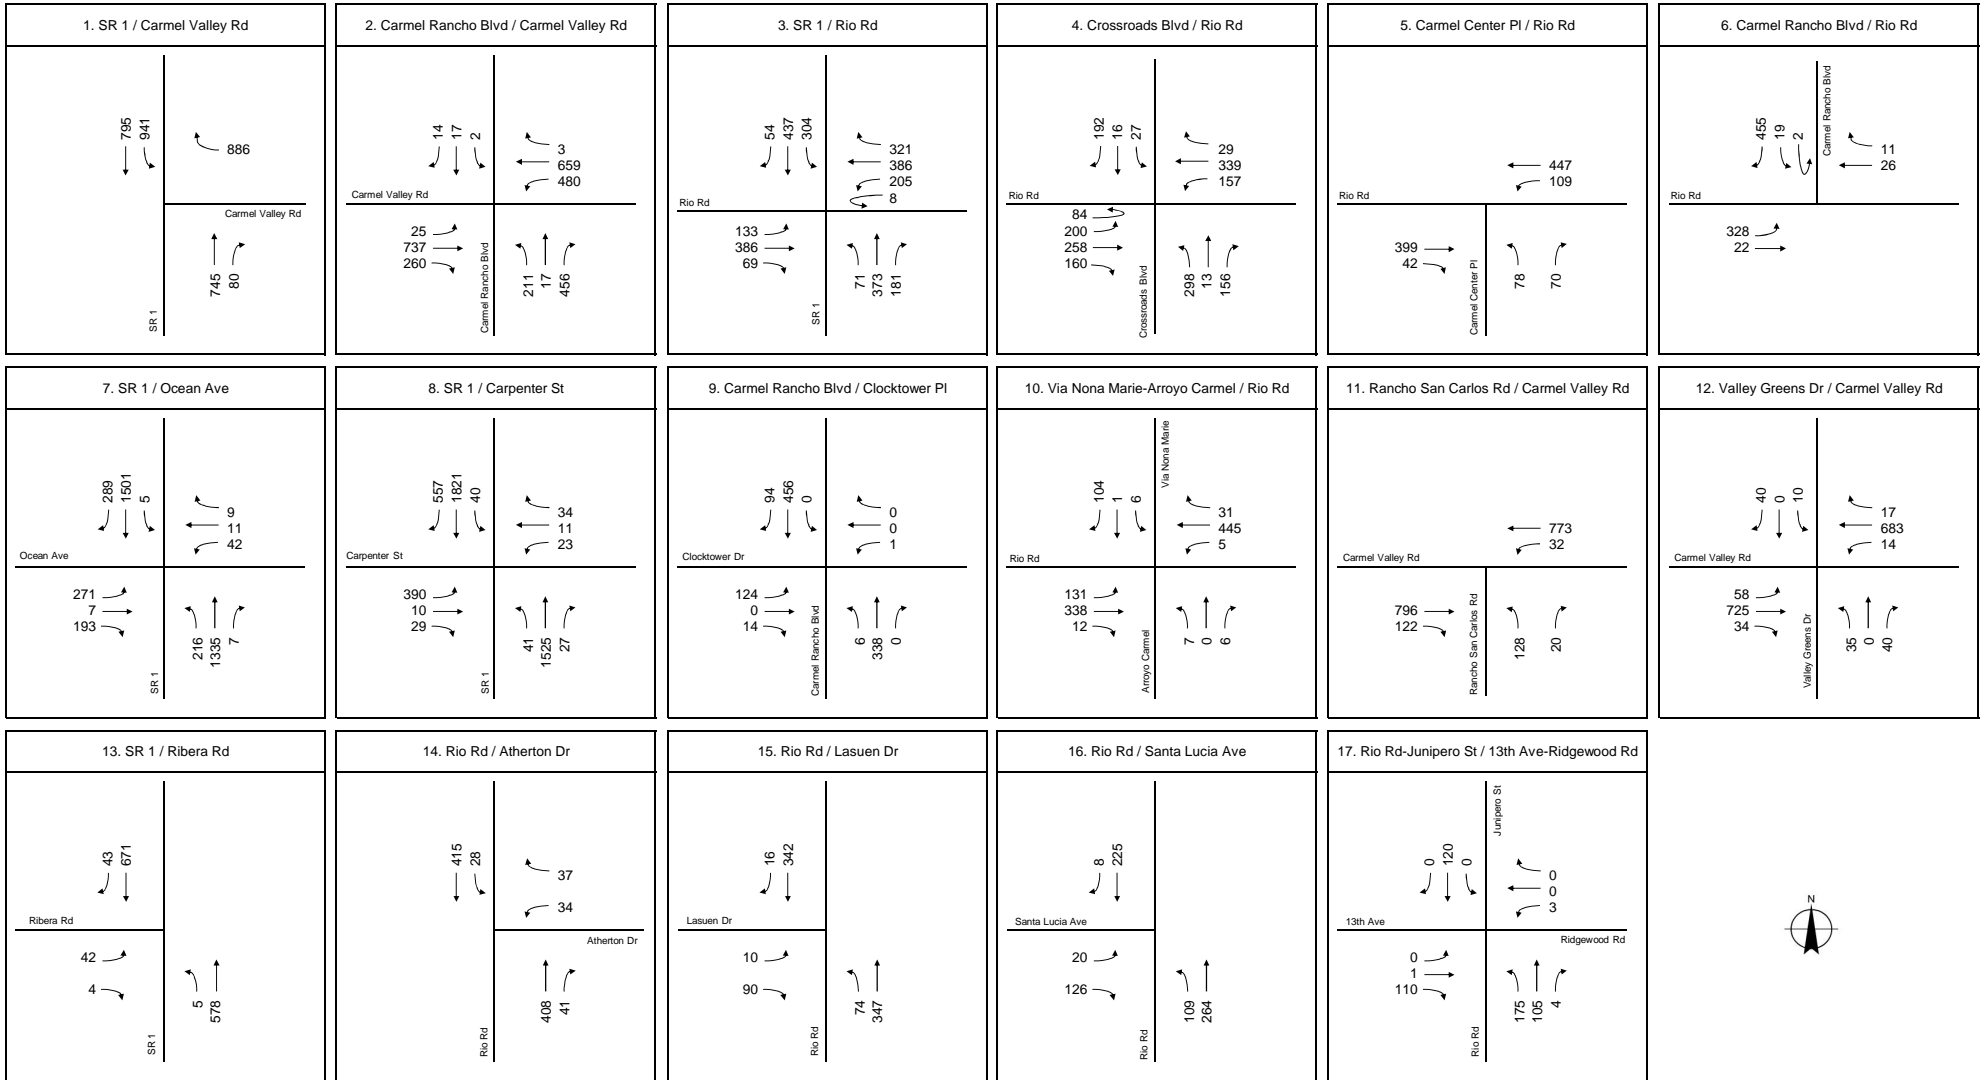 1. SR 1 / Carmel Valley Rd
795
941
886
Carmel Valley Rd
745
80
SR 1
2. Carmel Rancho Blvd / Carmel Valley Rd
14
17
2
3
659
480
Carmel Valley Rd
25
737
260
211
17
456
Carmel Rancho Blvd
3. SR 1 / Rio Rd
54
437
304
321
386
205
8
Rio Rd
133
386
69
71
373
181
SR 1
4. Crossroads Blvd / Rio Rd
192
16
27
29
339
157
Rio Rd
84
200
258
160
298
13
156
Crossroads Blvd
5. Carmel Center Pl / Rio Rd
447
109
Rio Rd
399
42
78
70
Carmel Center Pl
6. Carmel Rancho Blvd / Rio Rd
Carmel Rancho Blvd
455
19
2
11
26
Rio Rd
328
22
7. SR 1 / Ocean Ave
289
1501
5
9
11
42
Ocean Ave
271
7
193
216
1335
7
SR 1
8. SR 1 / Carpenter St
557
1821
40
34
11
23
Carpenter St
390
10
29
41
1525
27
SR 1
9. Carmel Rancho Blvd / Clocktower Pl
94
456
0
0
0
1
Clocktower Dr
124
0
14
6
338
0
Carmel Rancho Blvd
10. Via Nona Marie-Arroyo Carmel / Rio Rd
Via Nona Marie
104
1
6
31
445
5
Rio Rd
131
338
12
7
0
6
Arroyo Carmel
11. Rancho San Carlos Rd / Carmel Valley Rd
773
32
Carmel Valley Rd
796
122
128
20
Rancho San Carlos Rd
12. Valley Greens Dr / Carmel Valley Rd
40
0
10
17
683
14
Carmel Valley Rd
58
725
34
35
0
40
Valley Greens Dr
13. SR 1 / Ribera Rd
43
671
Ribera Rd
42
4
5
578
SR 1
14. Rio Rd / Atherton Dr
415
28
37
34
Atherton Dr
408
41
Rio Rd
15. Rio Rd / Lasuen Dr
16
342
Lasuen Dr
10
90
74
347
Rio Rd
16. Rio Rd / Santa Lucia Ave
8
225
Santa Lucia Ave
20
126
109
264
Rio Rd
17. Rio Rd-Junipero St / 13th Ave-Ridgewood Rd
Junipero St
0
120
0
0
0
3
13th Ave
Ridgewood Rd
0
1
110
175
105
4
Rio Rd
N